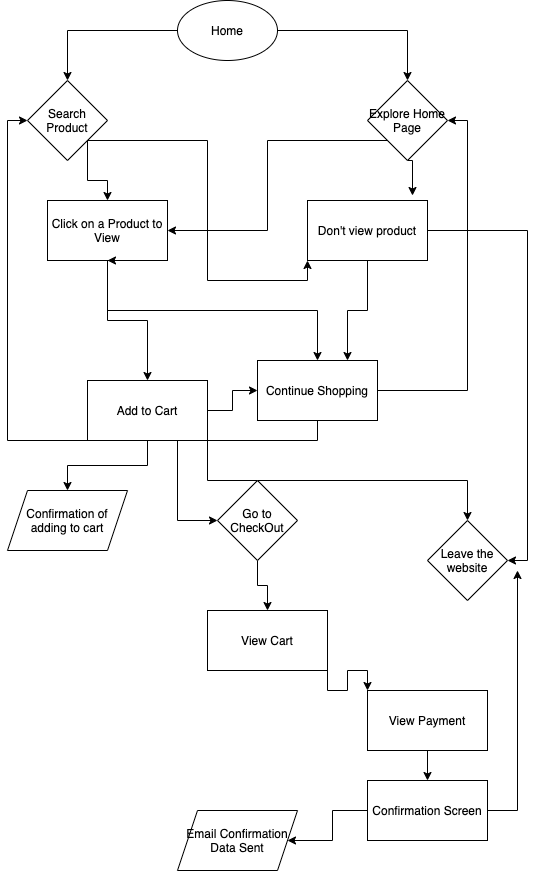 Home
Search
Product
Explore Home
Page
Click on a Product to
View
Don't view product
Continue Shopping
Add to Cart
Confirmation of
adding to cart
Go to
CheckOut
Leave the
website
View Cart
View Payment
Confirmation Screen
Email Confirmation
Data Sent